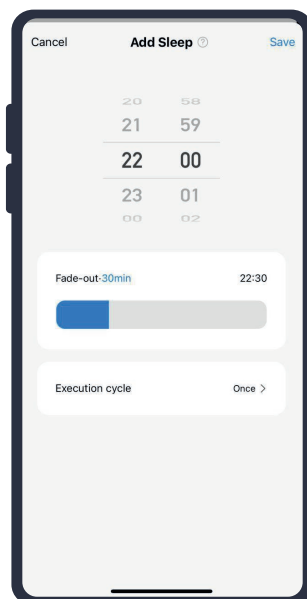 Cancel Add Sleep ? Save
20 58
21 59
22 00
23 01
00 02
Fade-out·30min 22:30
Execution cycle Once >